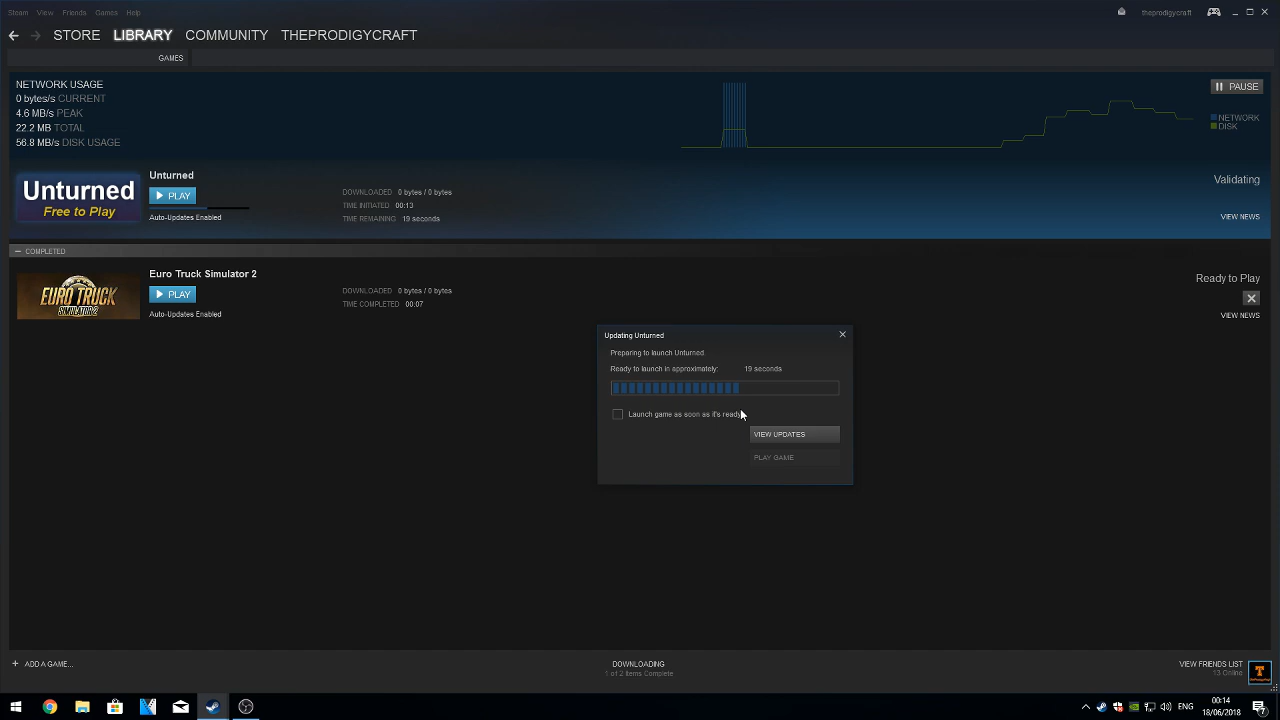 Steam View Friends Games Help
theprodigycraft
STORE LIBRARY COMMUNITY THEPRODIGYCRAFT
GAMES
NETWORK USAGE
0 bytes/s CURRENT
4.6 MB/s PEAK
22.2 MB TOTAL
56.8 MB/s DISK USAGE
PAUSE
NETWORK
DISK
Unturned
Free to Play
Unturned
PLAY
Auto-Updates Enabled
DOWNLOADED 0 bytes / 0 bytes
TIME INITIATED 00:13
TIME REMAINING 19 seconds
Validating
VIEW NEWS
COMPLETED
EURO TRUCK
SIMULATOR 2
Euro Truck Simulator 2
PLAY
Auto-Updates Enabled
DOWNLOADED 0 bytes / 0 bytes
TIME COMPLETED 00:07
Ready to Play
VIEW NEWS
Updating Unturned
Preparing to launch Unturned.
Ready to launch in approximately: 19 seconds
Launch game as soon as it's ready
VIEW UPDATES
PLAY GAME
+ ADD A GAME...
DOWNLOADING
1 of 2 Items Complete
VIEW FRIENDS LIST
13 Online
ENG
00:14
18/06/2018